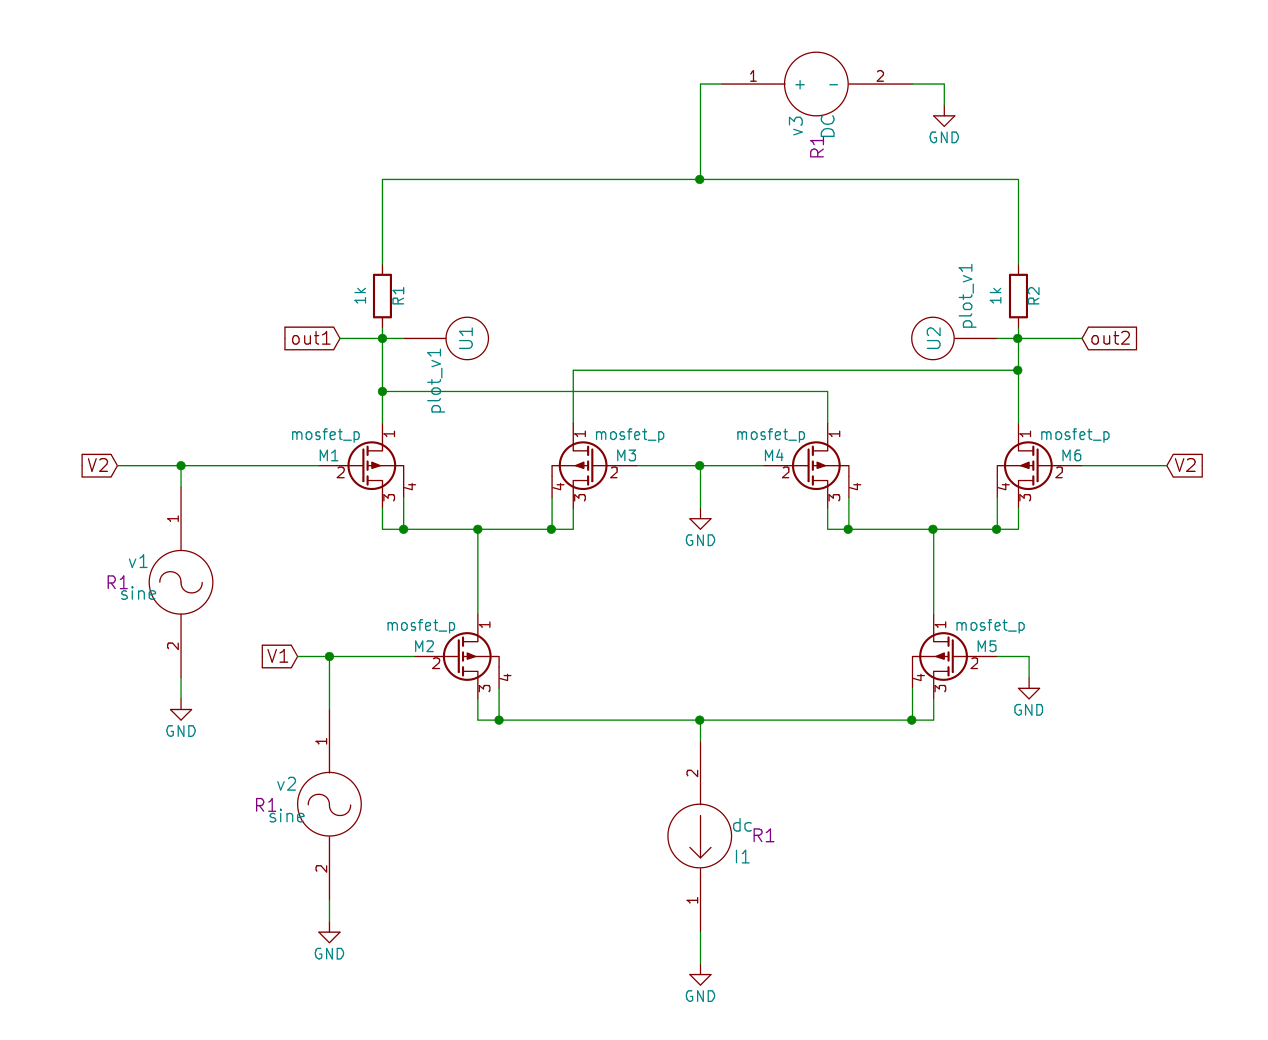 1
+
−
2
v3
DC
R1
GND
1k
R1
plot_v1
1k
R2
out1
U1
plot_v1
U2
out2
mosfet_p
M1
1
2
3
4
mosfet_p
M3
1
2
3
4
mosfet_p
M4
1
2
3
4
mosfet_p
M6
1
2
3
4
V2
V2
GND
1
v1
R1
sine
2
GND
mosfet_p
M2
1
2
3
4
mosfet_p
M5
1
2
3
4
V1
GND
1
v2
R1
sine
2
GND
2
dc
R1
I1
1
GND